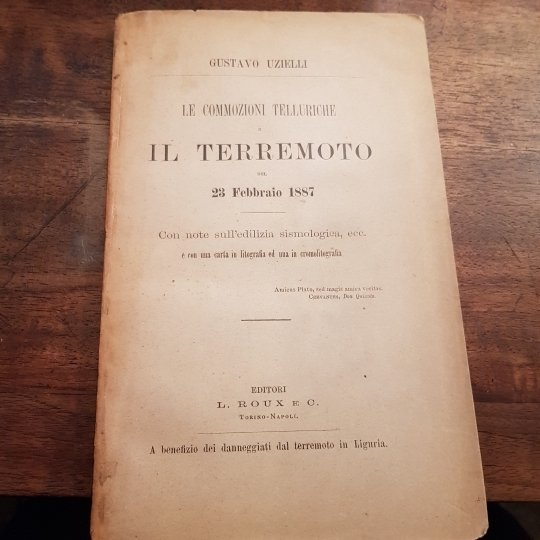 GUSTAVO UZIELLI
LE COMMOZIONI TELLURICHE
E
IL TERREMOTO
DEL
23 Febbraio 1887
Con note sull'edilizia sismologica, ecc.
e con una carta in litografia ed una in cromolitografia
Amicus Plato, sed magis amica veritas.
CERVANTES, Don Quixote.
EDITORI
L. ROUX E C.
TORINO-NAPOLI.
A benefizio dei danneggiati dal terremoto in Liguria.